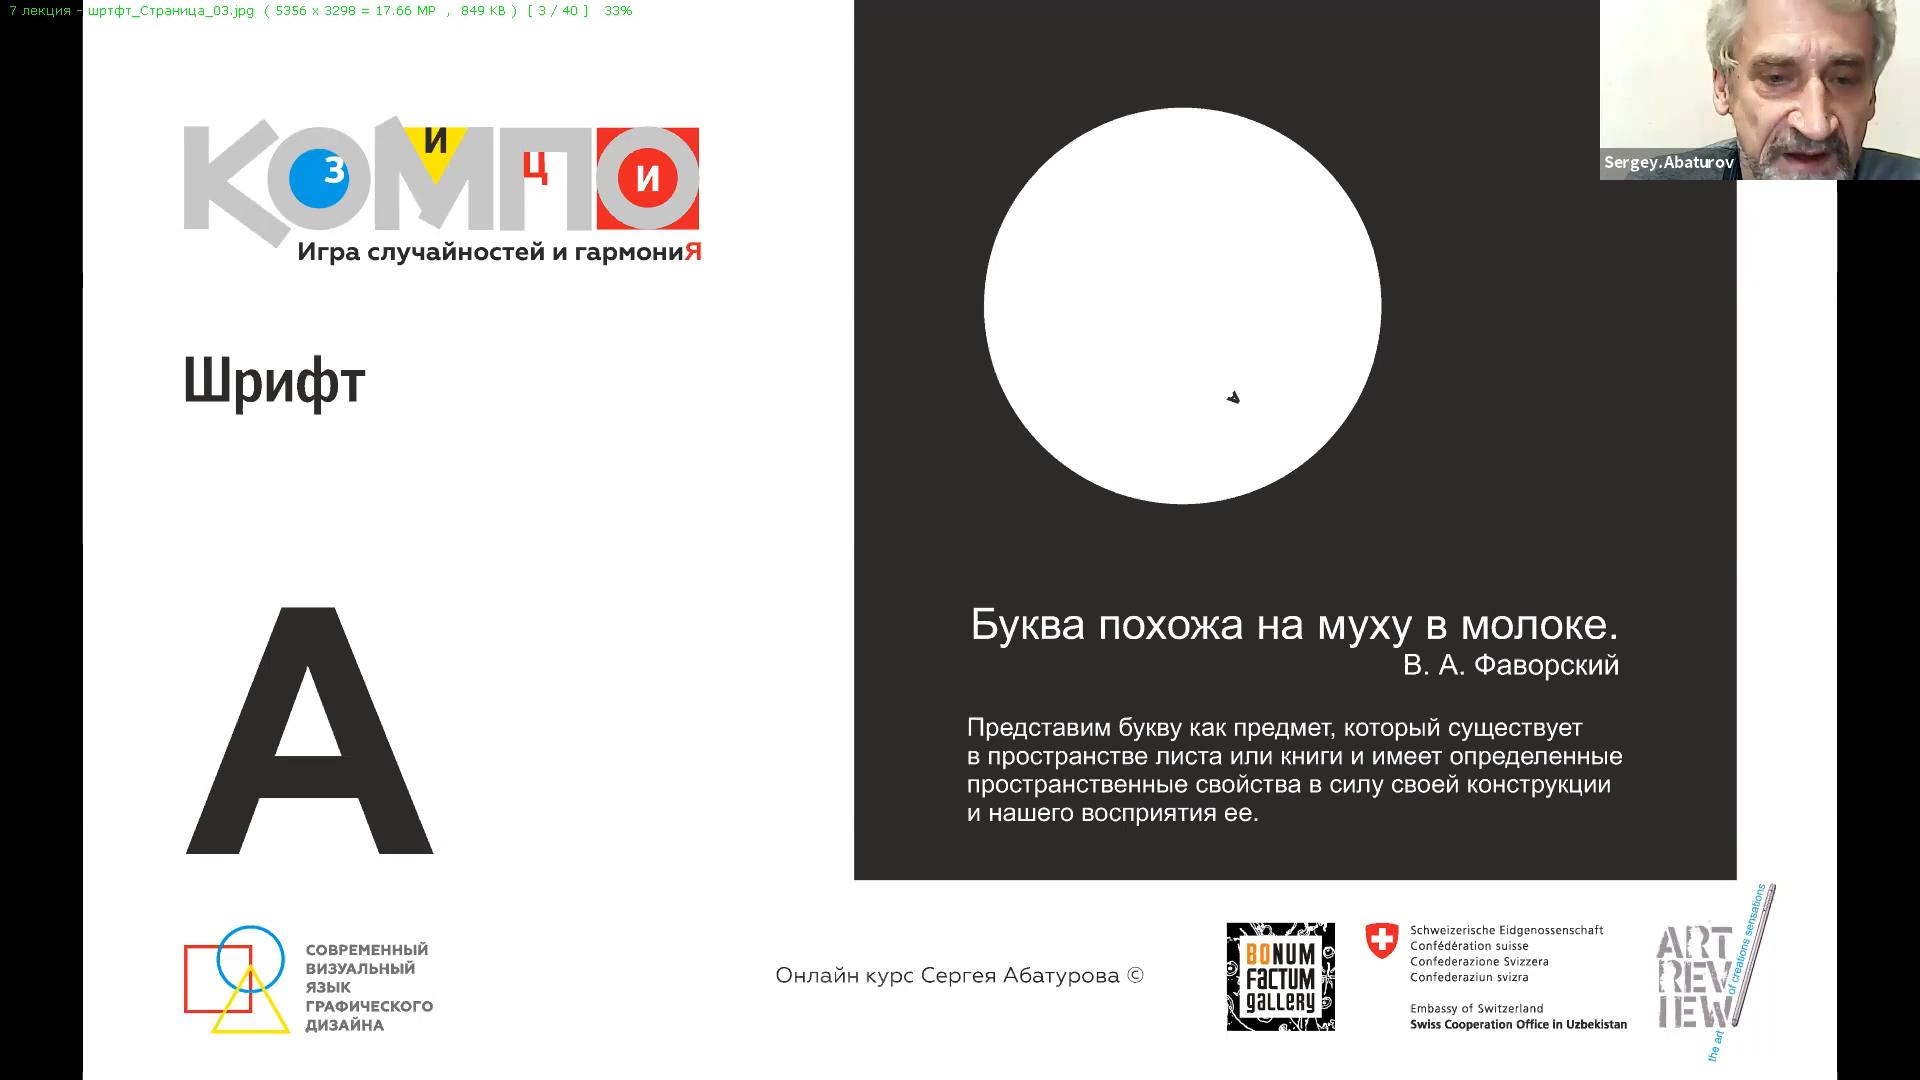 7 лекция - шртфт_Страница_03.jpg ( 5356 x 3298 = 17.66 MP , 849 KB ) [ 3 / 40 ] 33%
Sergey.Abaturov
КОМПО
З И Ц И
Игра случайностей и гармониЯ
Шрифт
А
А
Буква похожа на муху в молоке.
В. А. Фаворский
Представим букву как предмет, который существует
в пространстве листа или книги и имеет определенные
пространственные свойства в силу своей конструкции
и нашего восприятия ее.
СОВРЕМЕННЫЙ
ВИЗУАЛЬНЫЙ
ЯЗЫК
ГРАФИЧЕСКОГО
ДИЗАЙНА
Онлайн курс Сергея Абатурова ©
BONUM
FACTUM
gallery
Schweizerische Eidgenossenschaft
Confédération suisse
Confederazione Svizzera
Confederaziun svizra
Embassy of Switzerland
Swiss Cooperation Office in Uzbekistan
ART
REV
IEW
the art of creations sensations